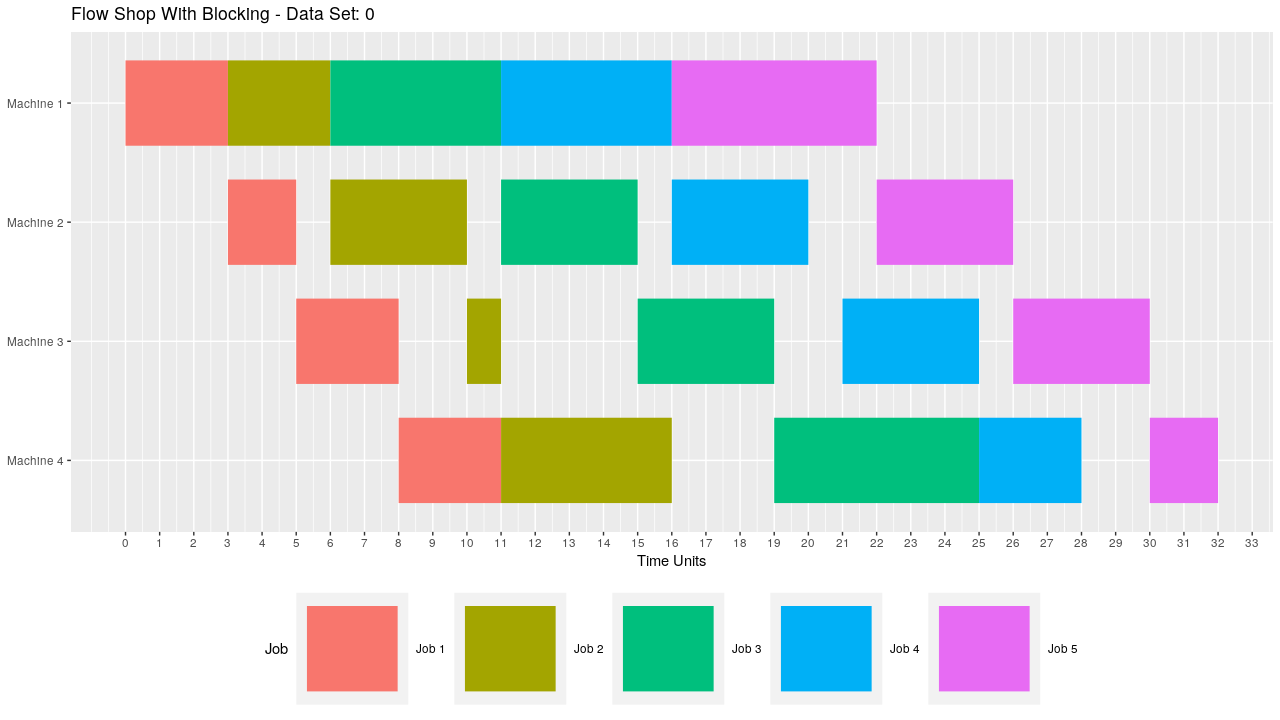 Flow Shop With Blocking - Data Set: 0
Machine 1
Machine 2
Machine 3
Machine 4
0 1 2 3 4 5 6 7 8 9 10 11 12 13 14 15 16 17 18 19 20 21 22 23 24 25 26 27 28 29 30 31 32 33
Time Units
Job Job 1 Job 2 Job 3 Job 4 Job 5